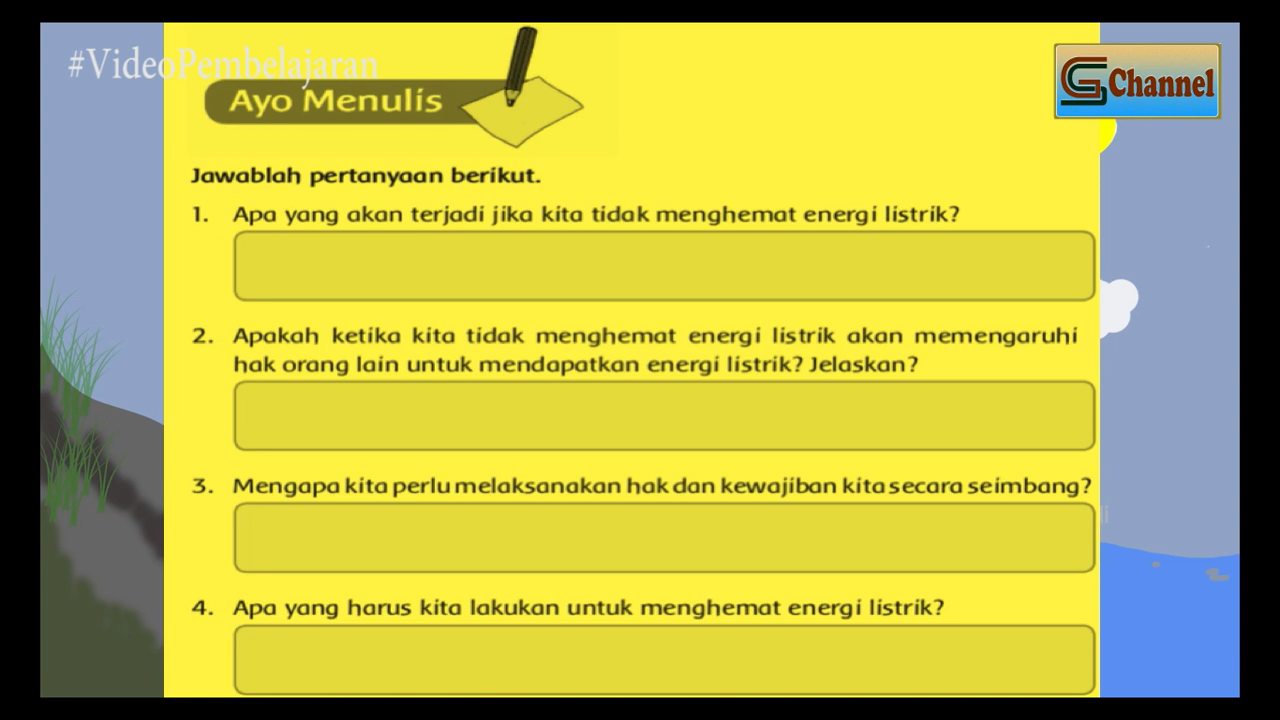 #VideoPembelajaran
GS Channel
Ayo Menulis
Jawablah pertanyaan berikut.
1. Apa yang akan terjadi jika kita tidak menghemat energi listrik?
2. Apakah ketika kita tidak menghemat energi listrik akan memengaruhi
hak orang lain untuk mendapatkan energi listrik? Jelaskan?
3. Mengapa kita perlu melaksanakan hak dan kewajiban kita secara seimbang?
4. Apa yang harus kita lakukan untuk menghemat energi listrik?